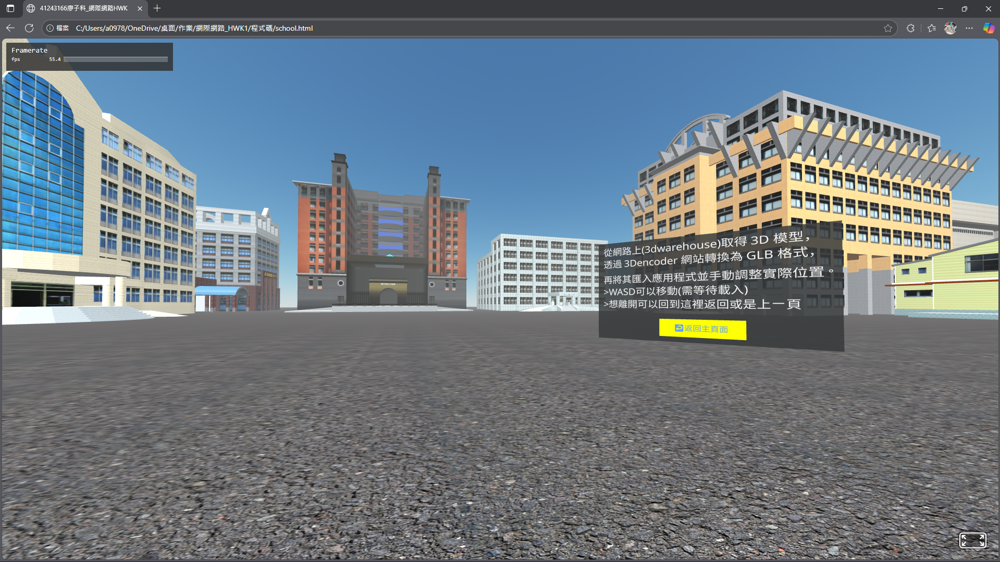 41243166廖子科_網際網路HWK
檔案
C:/Users/a0978/OneDrive/桌面/作業/網際網路_HWK1/程式碼/school.html
Framerate
fps 55.4
從網路上(3dwarehouse)取得 3D 模型，
透過 3Dencoder 網站轉換為 GLB 格式，
再將其匯入應用程式並手動調整實際位置。
>WASD可以移動(需等待載入)
>想離開可以回到這裡返回或是上一頁
↩返回主頁面